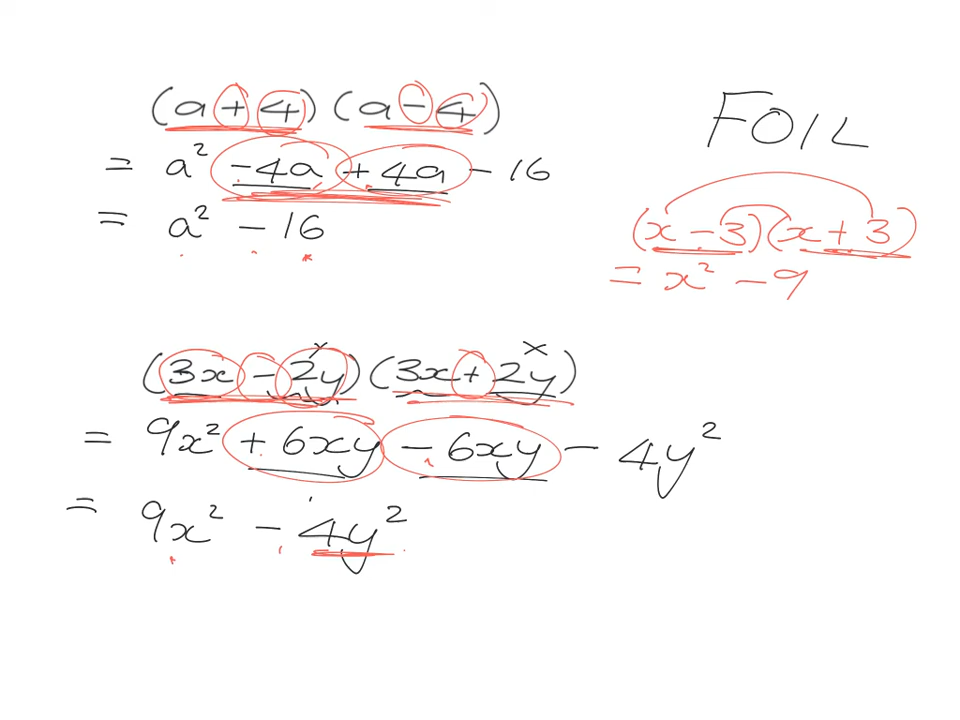 (a + 4)(a - 4)
= a² - 4a + 4a - 16
= a² - 16
FOIL
(x - 3)(x + 3)
= x² - 9
(3x - 2y)(3x + 2y)
= 9x² + 6xy - 6xy - 4y²
= 9x² - 4y²